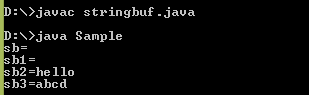 D:\>javac stringbuf.java
D:\>java Sample
sb=
sb1=
sb2=hello
sb3=abcd